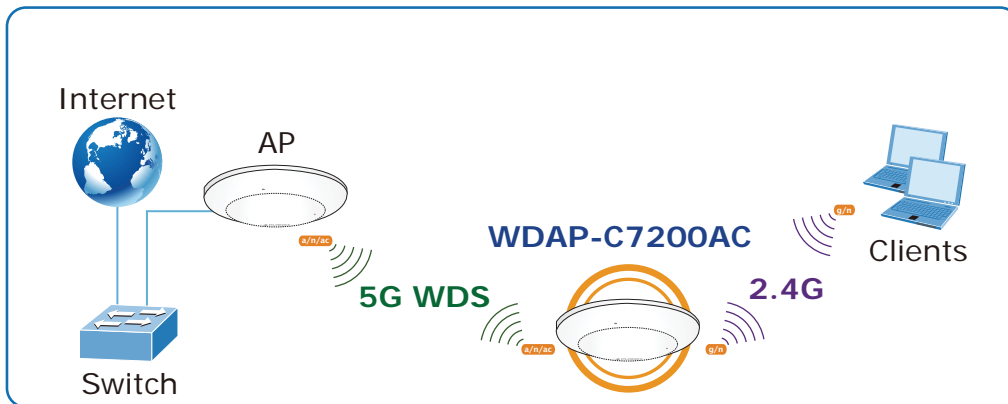 Internet
AP
a/n/ac
5G WDS
Switch
WDAP-C7200AC
a/n/ac
g/n
2.4G
g/n
Clients